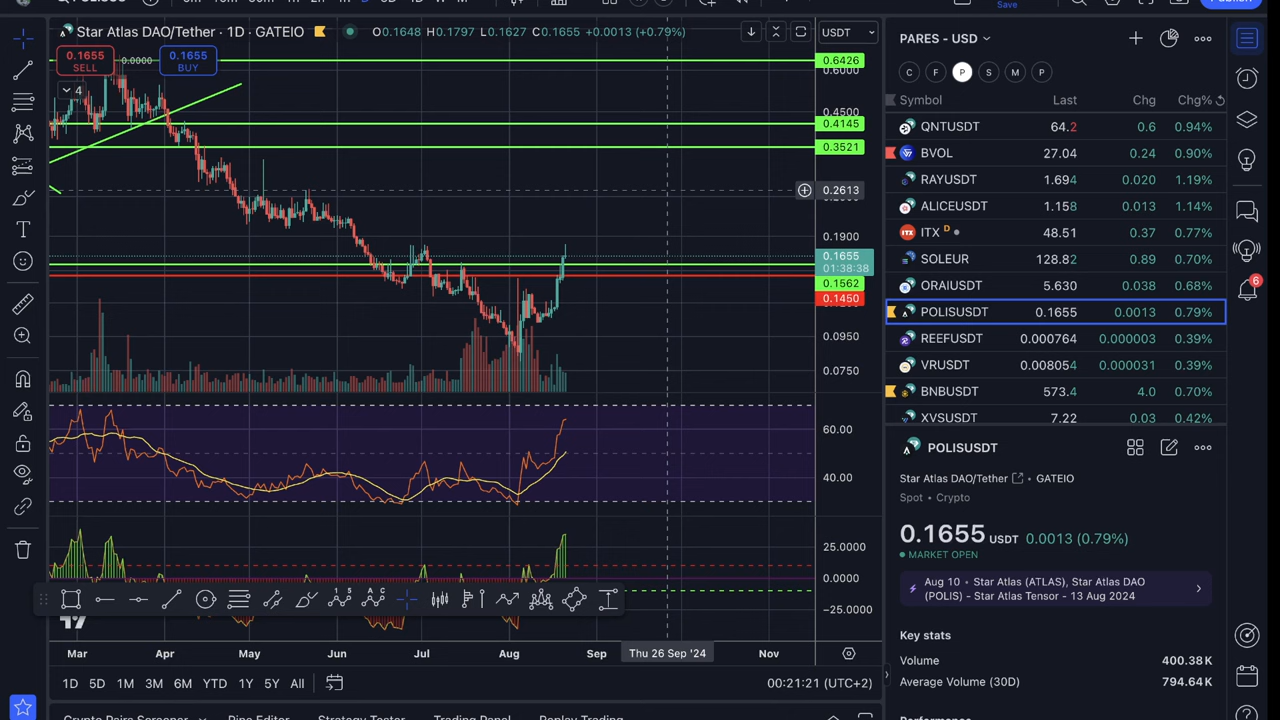 Star Atlas DAO/Tether · 1D · GATEIO O0.1648 H0.1797 L0.1627 C0.1655 +0.0013 (+0.79%)
USDT
0.1655
SELL
0.0000
0.1655
BUY
4
0.6426
0.6000
0.4500
0.4145
0.3521
0.2613
0.1900
0.1655
01:38:38
0.1562
0.1450
0.0950
0.0750
60.00
40.00
25.0000
0.0000
−25.0000
Mar Apr May Jun Jul Aug Sep Thu 26 Sep '24 Nov
1D 5D 1M 3M 6M YTD 1Y 5Y All
00:21:21 (UTC+2)
Crypto Pairs Screener Pine Editor Strategy Tester Trading Panel Replay Trading
Save
Publish
PARES - USD
C F P S M P
Symbol Last Chg Chg%
QNTUSDT 64.2 0.6 0.94%
BVOL 27.04 0.24 0.90%
RAYUSDT 1.694 0.020 1.19%
ALICEUSDT 1.158 0.013 1.14%
ITX D 48.51 0.37 0.77%
SOLEUR 128.82 0.89 0.70%
ORAIUSDT 5.630 0.038 0.68%
POLISUSDT 0.1655 0.0013 0.79%
REEFUSDT 0.000764 0.000003 0.39%
VRUSDT 0.008054 0.000031 0.39%
BNBUSDT 573.4 4.0 0.70%
XVSUSDT 7.22 0.03 0.42%
6
POLISUSDT
Star Atlas DAO/Tether • GATEIO
Spot • Crypto
0.1655 USDT 0.0013 (0.79%)
MARKET OPEN
Aug 10 • Star Atlas (ATLAS), Star Atlas DAO
(POLIS) - Star Atlas Tensor - 13 Aug 2024
Key stats
Volume 400.38K
Average Volume (30D) 794.64K